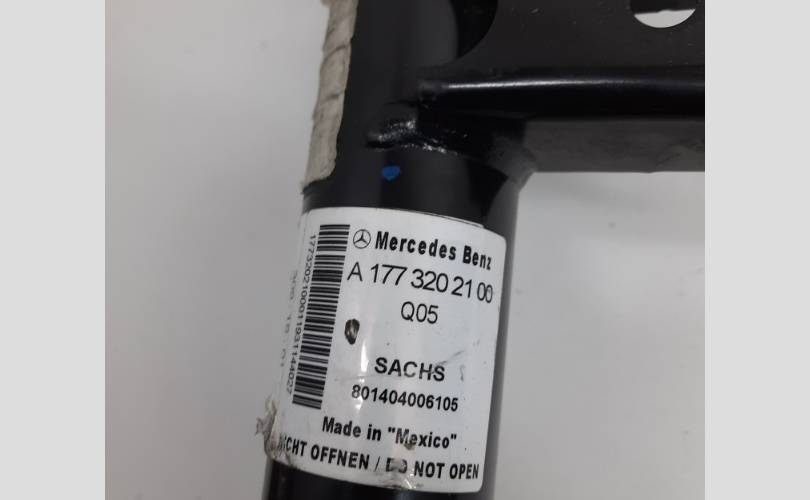 Mercedes Benz
A 177 320 21 00
Q05
SACHS
801404006105
Made in "Mexico"
NICHT OFFNEN / DO NOT OPEN